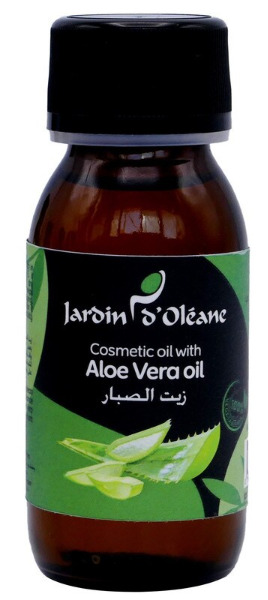 Jardin d'Oléane
Cosmetic oil with
Aloe Vera oil
زيت الصبار